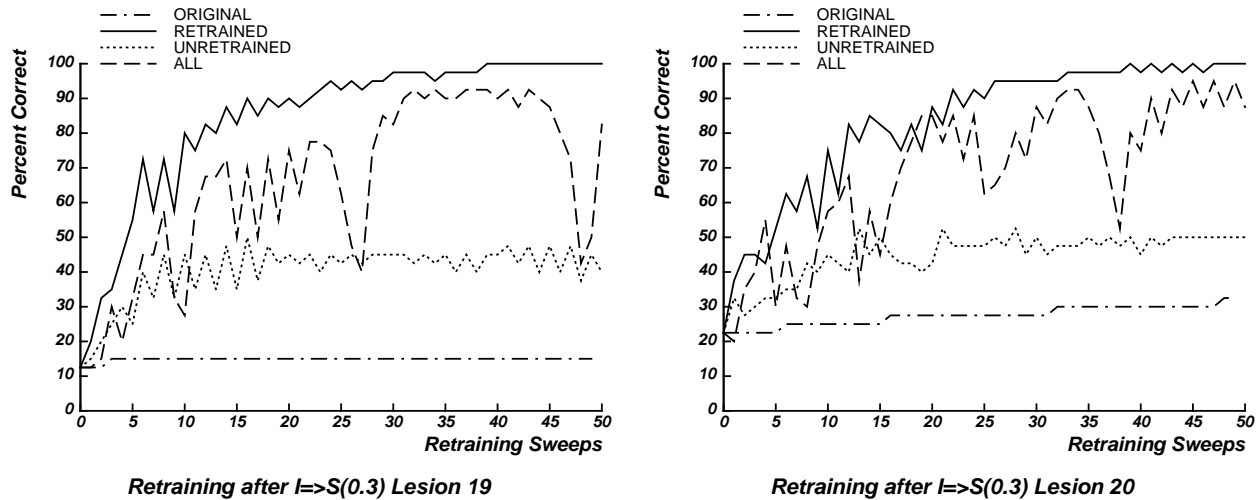 ORIGINAL
RETRAINED
UNRETRAINED
ALL
Percent Correct
100
90
80
70
60
50
40
30
20
10
0
0 5 10 15 20 25 30 35 40 45 50
Retraining Sweeps
Retraining after I=>S(0.3) Lesion 19
ORIGINAL
RETRAINED
UNRETRAINED
ALL
Percent Correct
100
90
80
70
60
50
40
30
20
10
0
0 5 10 15 20 25 30 35 40 45 50
Retraining Sweeps
Retraining after I=>S(0.3) Lesion 20